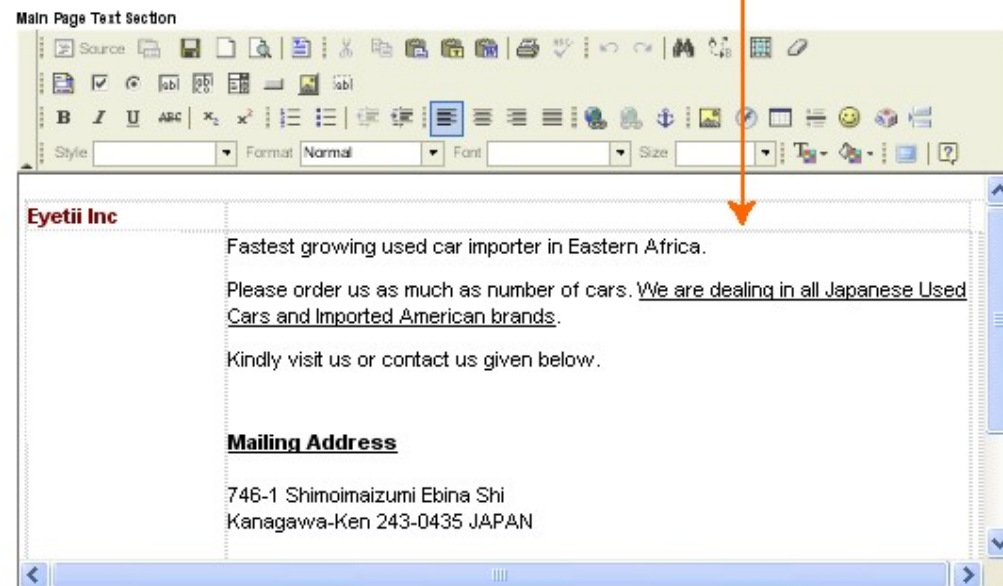 Main Page Text Section
Source
B I U ABC x₂ x²
Style Format Normal Font Size
Eyetii Inc
Fastest growing used car importer in Eastern Africa.
Please order us as much as number of cars. We are dealing in all Japanese Used
Cars and Imported American brands.
Kindly visit us or contact us given below.
Mailing Address
746-1 Shimoimaizumi Ebina Shi
Kanagawa-Ken 243-0435 JAPAN